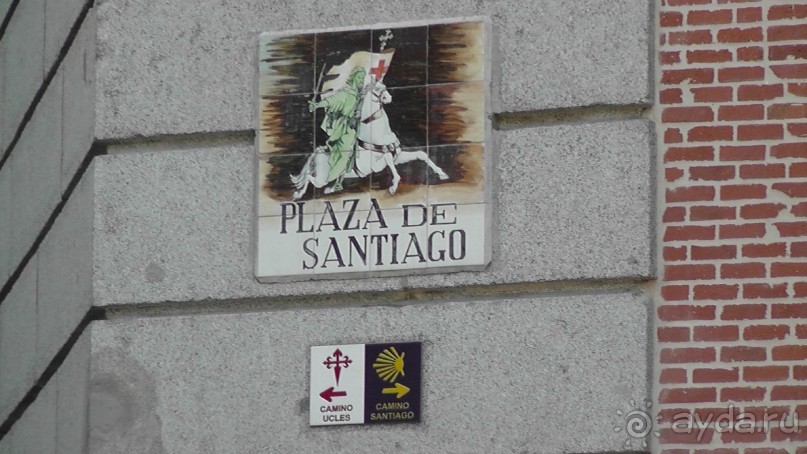 PLAZA DE
SANTIAGO
CAMINO
UCLES
CAMINO
SANTIAGO
ayda.ru